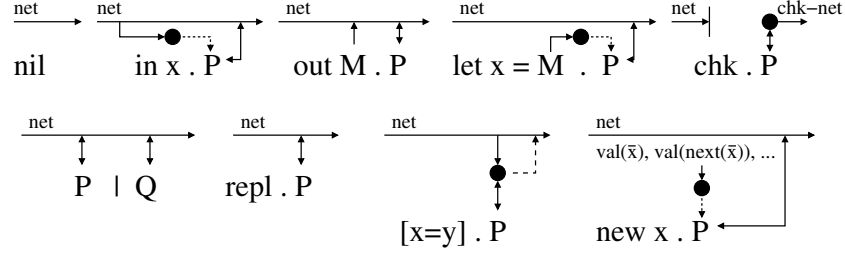 net net net net net chk−net
nil in x . P out M . P let x = M . P chk . P
net net net net
val(x̄), val(next(x̄)), ...
P | Q repl . P [x=y] . P new x . P